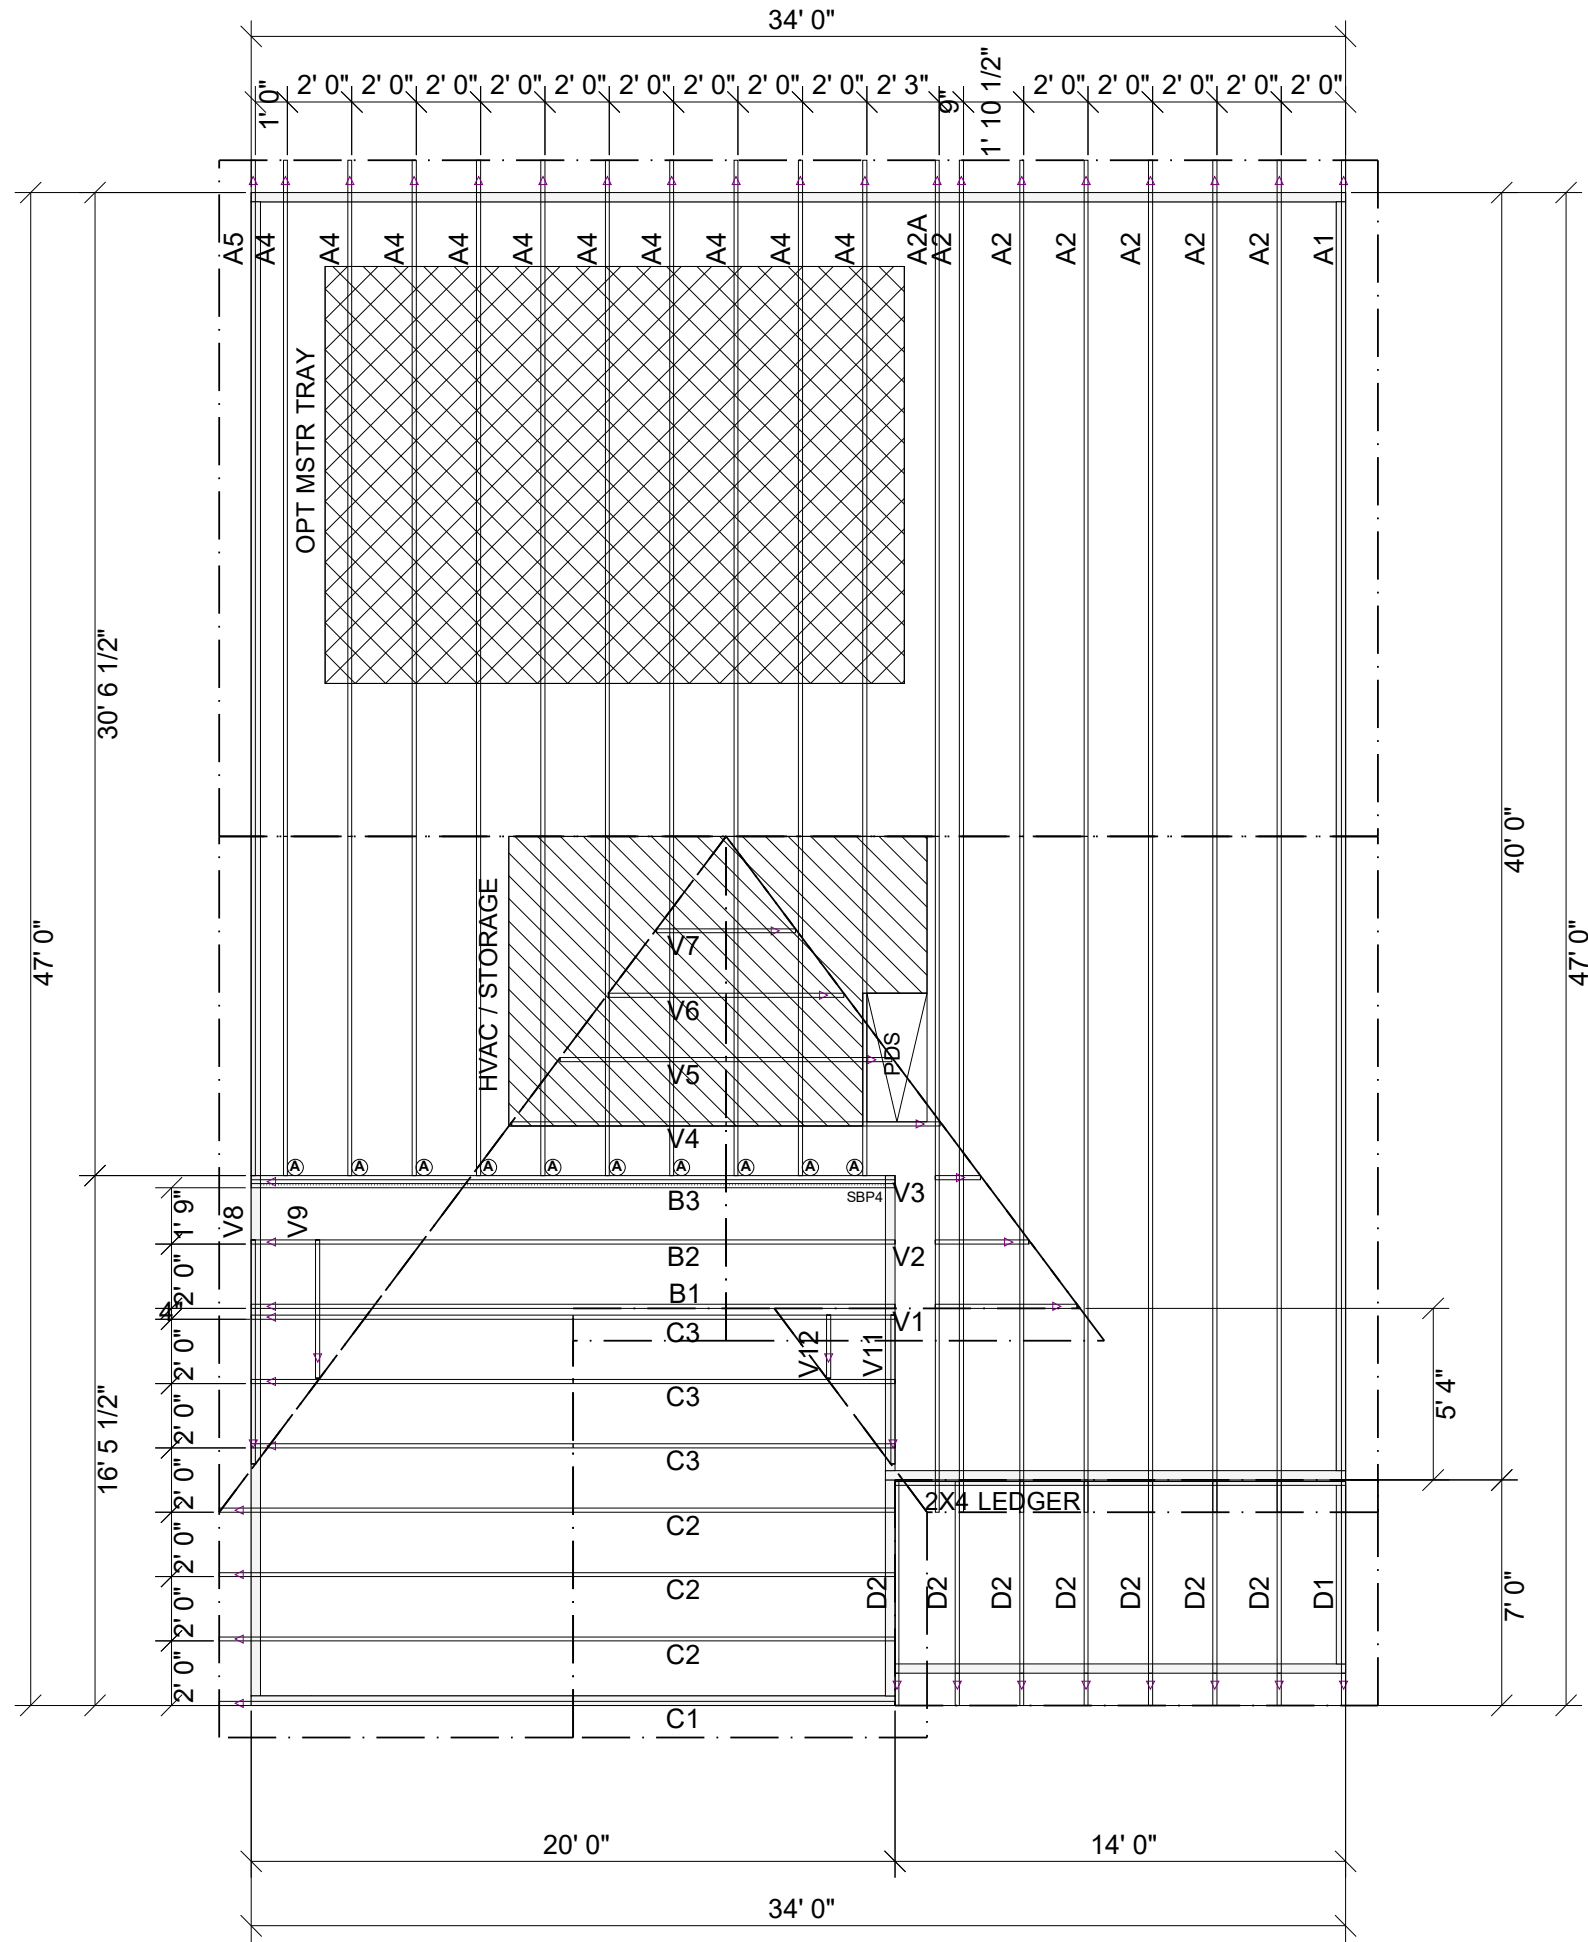 34' 0"
1' 0" 2' 0" 2' 0" 2' 0" 2' 0" 2' 0" 2' 0" 2' 0" 2' 0" 2' 0" 2' 3" 9" 1' 10 1/2" 2' 0" 2' 0" 2' 0" 2' 0" 2' 0"
A5 A4 A4 A4 A4 A4 A4 A4 A4 A4 A4 A2A A2 A2 A2 A2 A2 A2 A1
OPT MSTR TRAY
30' 6 1/2"
40' 0"
47' 0"
47' 0"
HVAC / STORAGE
V7
V6
PDS
V5
V4
A A A A A A A A A A
B3
SBP4
V3
V8
V9
1' 9"
B2
V2
2' 0"
B1
4"
V1
C3
2' 0"
V12
V11
C3
5' 4"
2' 0"
C3
16' 5 1/2"
2' 0"
2X4 LEDGER
C2
2' 0"
C2
D2 D2 D2 D2 D2 D2 D2 D1
7' 0"
2' 0"
C2
2' 0"
C1
20' 0"
14' 0"
34' 0"